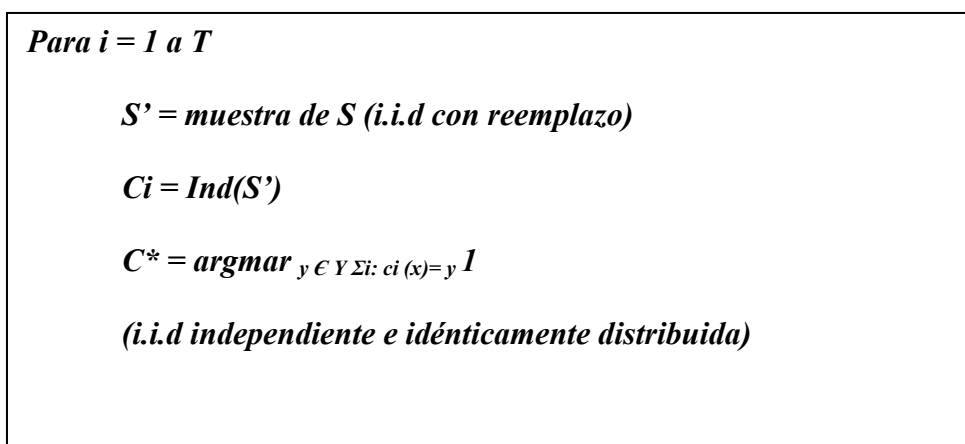 Para i = 1 a T
S’ = muestra de S (i.i.d con reemplazo)
Ci = Ind(S’)
C* = argmar y Є Y Σi: ci (x)= y 1
(i.i.d independiente e idénticamente distribuida)